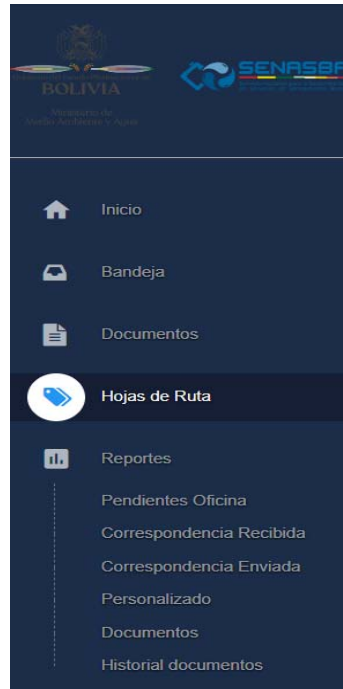 BOLIVIA
SENASBA
Ministerio de
Medio Ambiente y Agua
Inicio
Bandeja
Documentos
Hojas de Ruta
Reportes
Pendientes Oficina
Correspondencia Recibida
Correspondencia Enviada
Personalizado
Documentos
Historial documentos